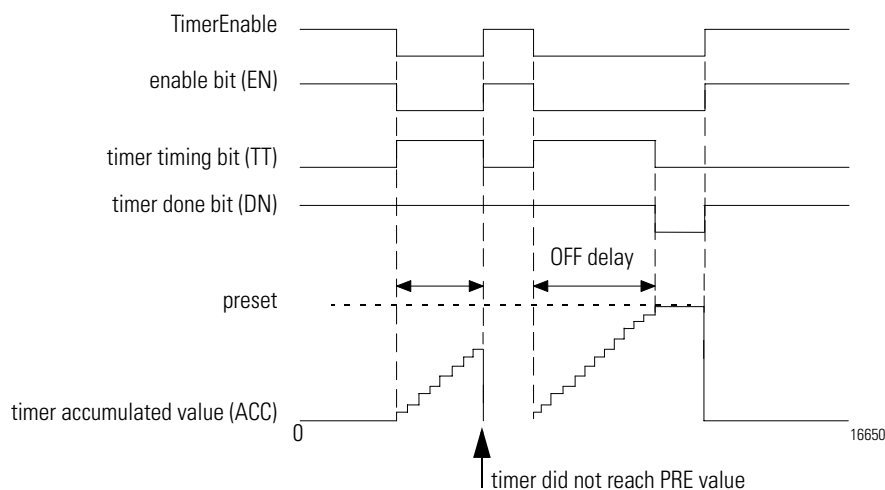 TimerEnable
enable bit (EN)
timer timing bit (TT)
timer done bit (DN)
OFF delay
preset
timer accumulated value (ACC)
0
16650
timer did not reach PRE value